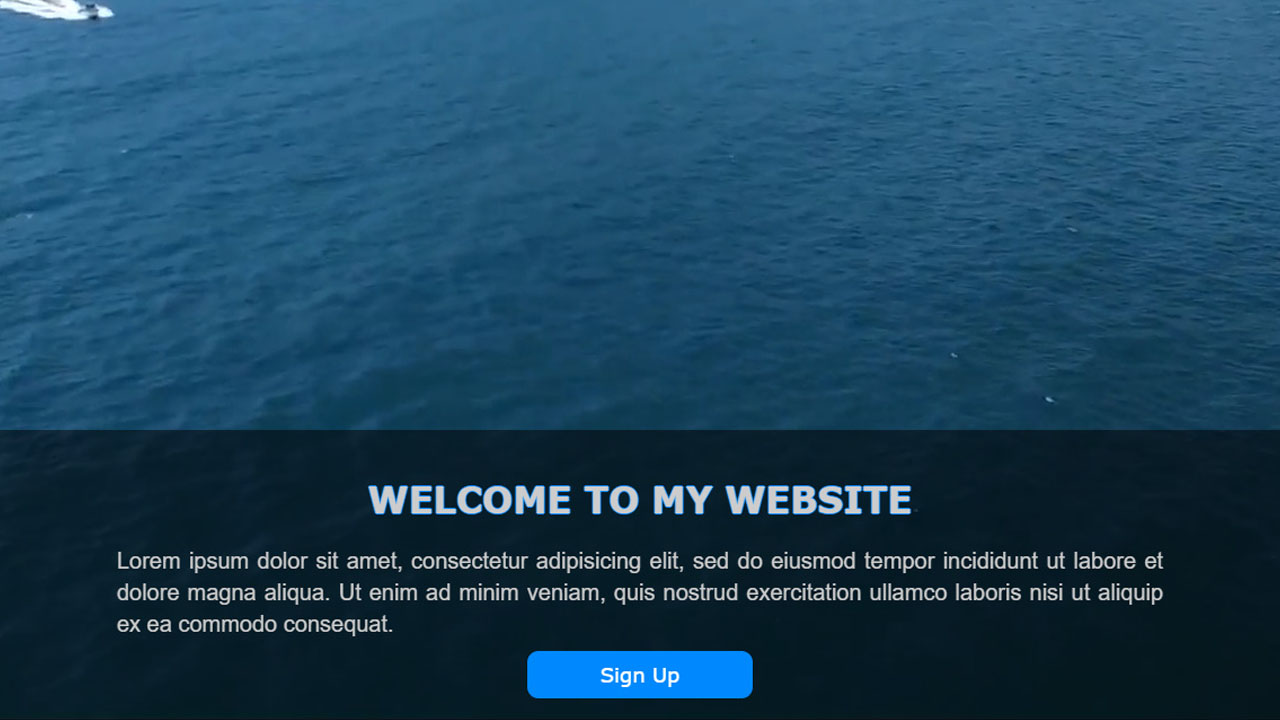 WELCOME TO MY WEBSITE
Lorem ipsum dolor sit amet, consectetur adipisicing elit, sed do eiusmod tempor incididunt ut labore et
dolore magna aliqua. Ut enim ad minim veniam, quis nostrud exercitation ullamco laboris nisi ut aliquip
ex ea commodo consequat.
Sign Up